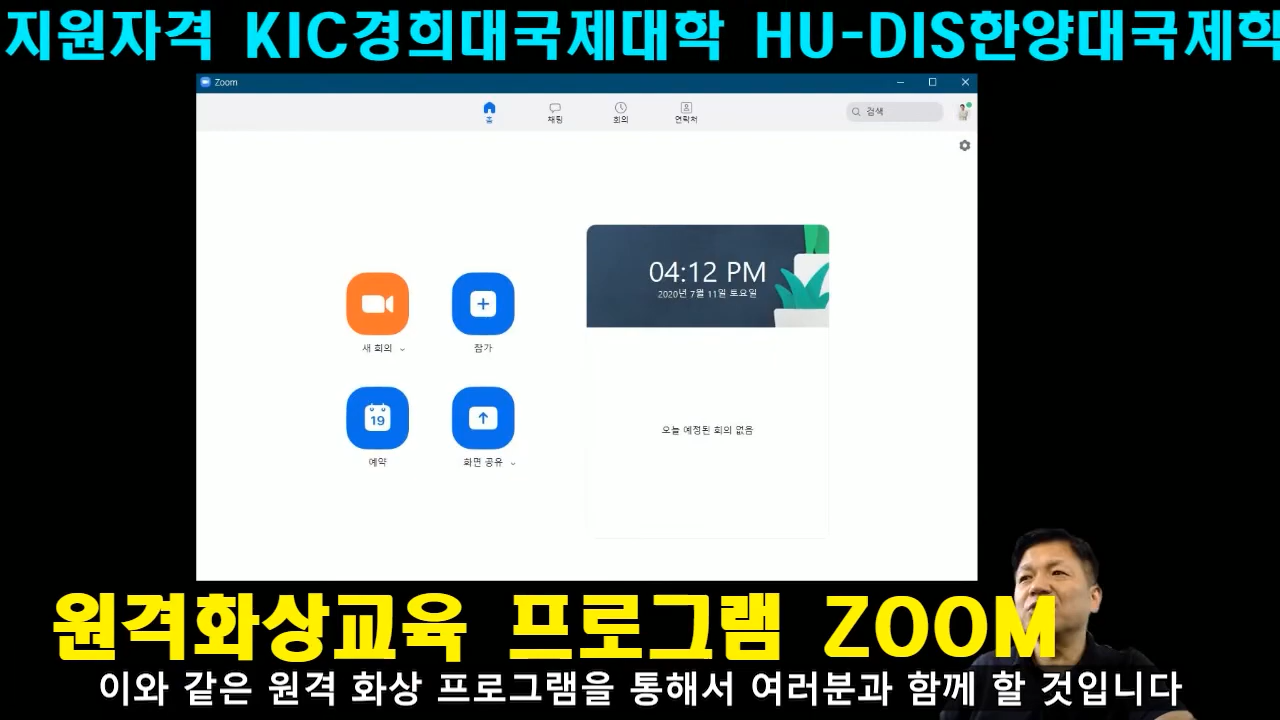 지원자격 KIC경희대국제대학 HU-DIS한양대국제학
Zoom
홈
채팅
회의
연락처
검색
04:12 PM
2020년 7월 11일 토요일
새 회의
참가
19
예약
화면 공유
오늘 예정된 회의 없음
원격화상교육 프로그램 ZOOM
이와 같은 원격 화상 프로그램을 통해서 여러분과 함께 할 것입니다